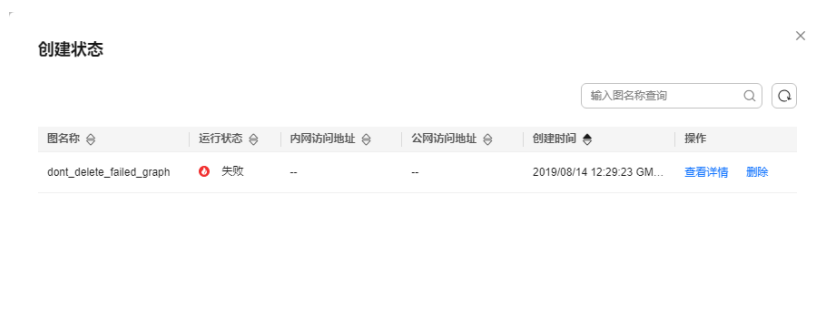 创建状态
输入图名称查询
图名称 运行状态 内网访问地址 公网访问地址 创建时间 操作
dont_delete_failed_graph 失败 -- -- 2019/08/14 12:29:23 GM... 查看详情 删除